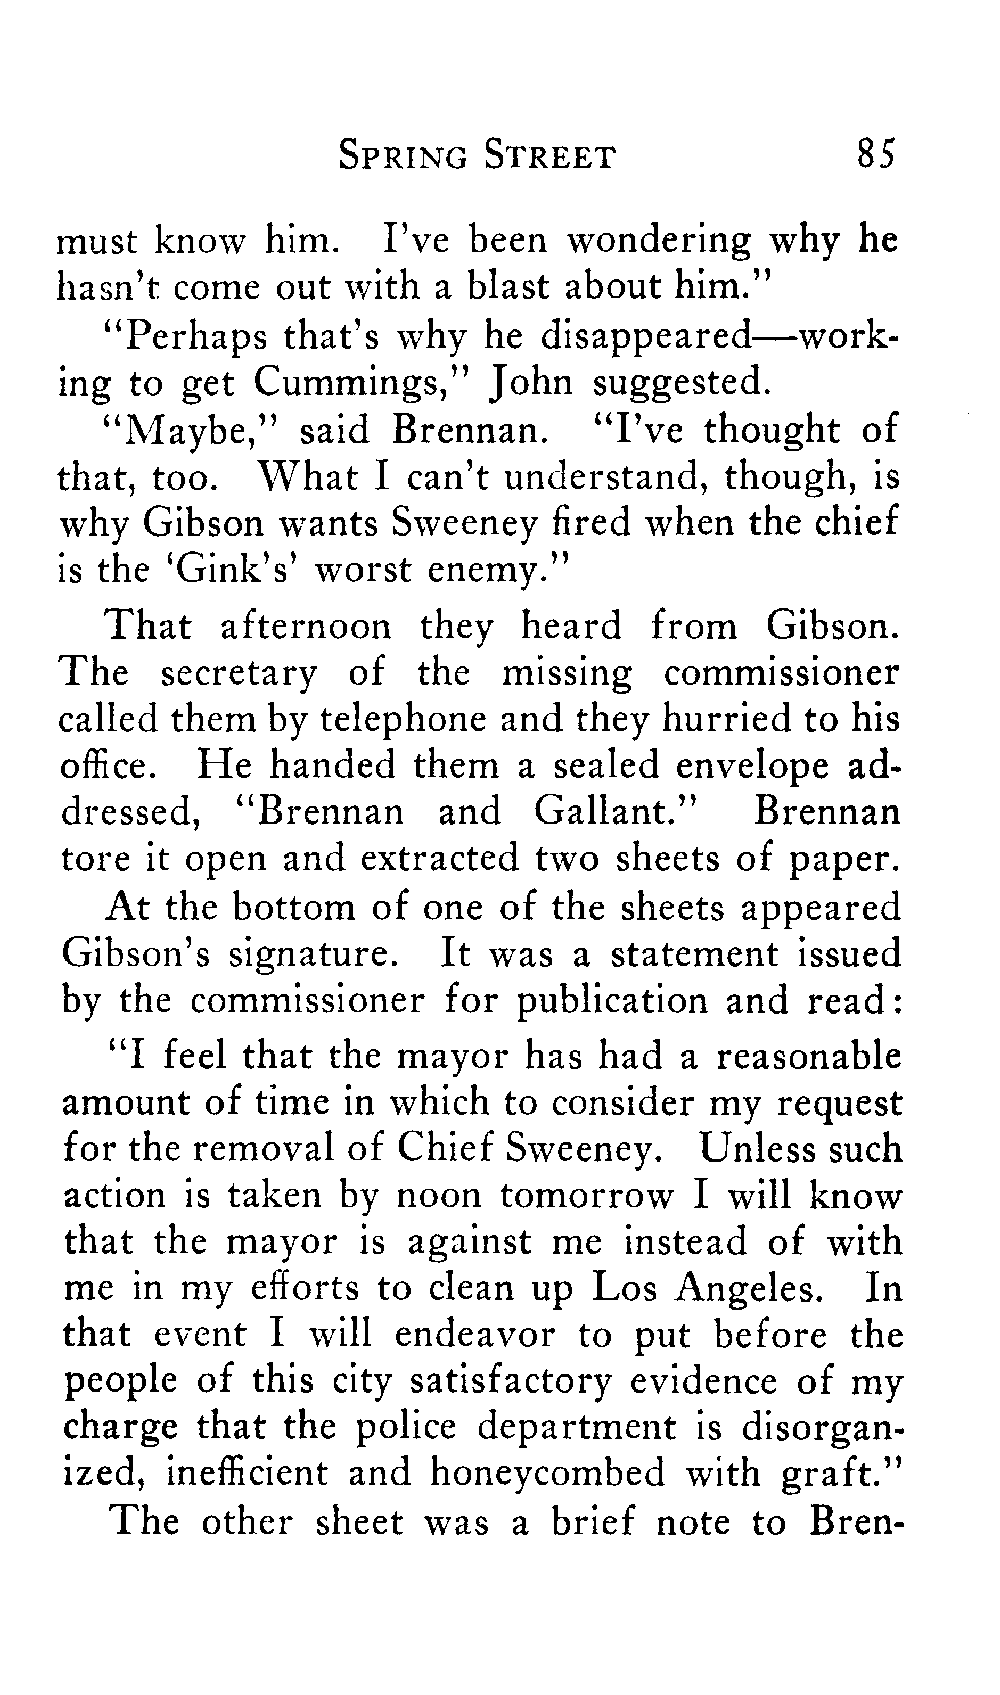 SPRING STREET 85
must know him. I've been wondering why he
hasn't come out with a blast about him."
"Perhaps that's why he disappeared—work-
ing to get Cummings," John suggested.
"Maybe," said Brennan. "I've thought of
that, too. What I can't understand, though, is
why Gibson wants Sweeney fired when the chief
is the 'Gink's' worst enemy."
That afternoon they heard from Gibson.
The secretary of the missing commissioner
called them by telephone and they hurried to his
office. He handed them a sealed envelope ad-
dressed, "Brennan and Gallant." Brennan
tore it open and extracted two sheets of paper.
At the bottom of one of the sheets appeared
Gibson's signature. It was a statement issued
by the commissioner for publication and read:
"I feel that the mayor has had a reasonable
amount of time in which to consider my request
for the removal of Chief Sweeney. Unless such
action is taken by noon tomorrow I will know
that the mayor is against me instead of with
me in my efforts to clean up Los Angeles. In
that event I will endeavor to put before the
people of this city satisfactory evidence of my
charge that the police department is disorgan-
ized, inefficient and honeycombed with graft."
The other sheet was a brief note to Bren-